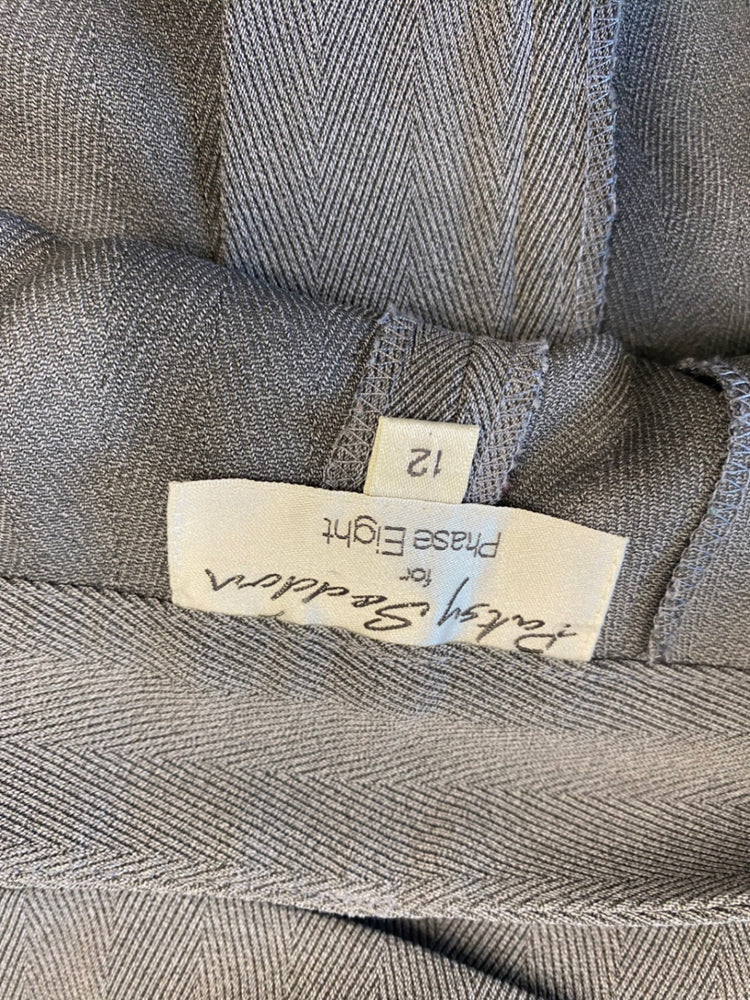 Patsy Seddon
for
Phase Eight
12